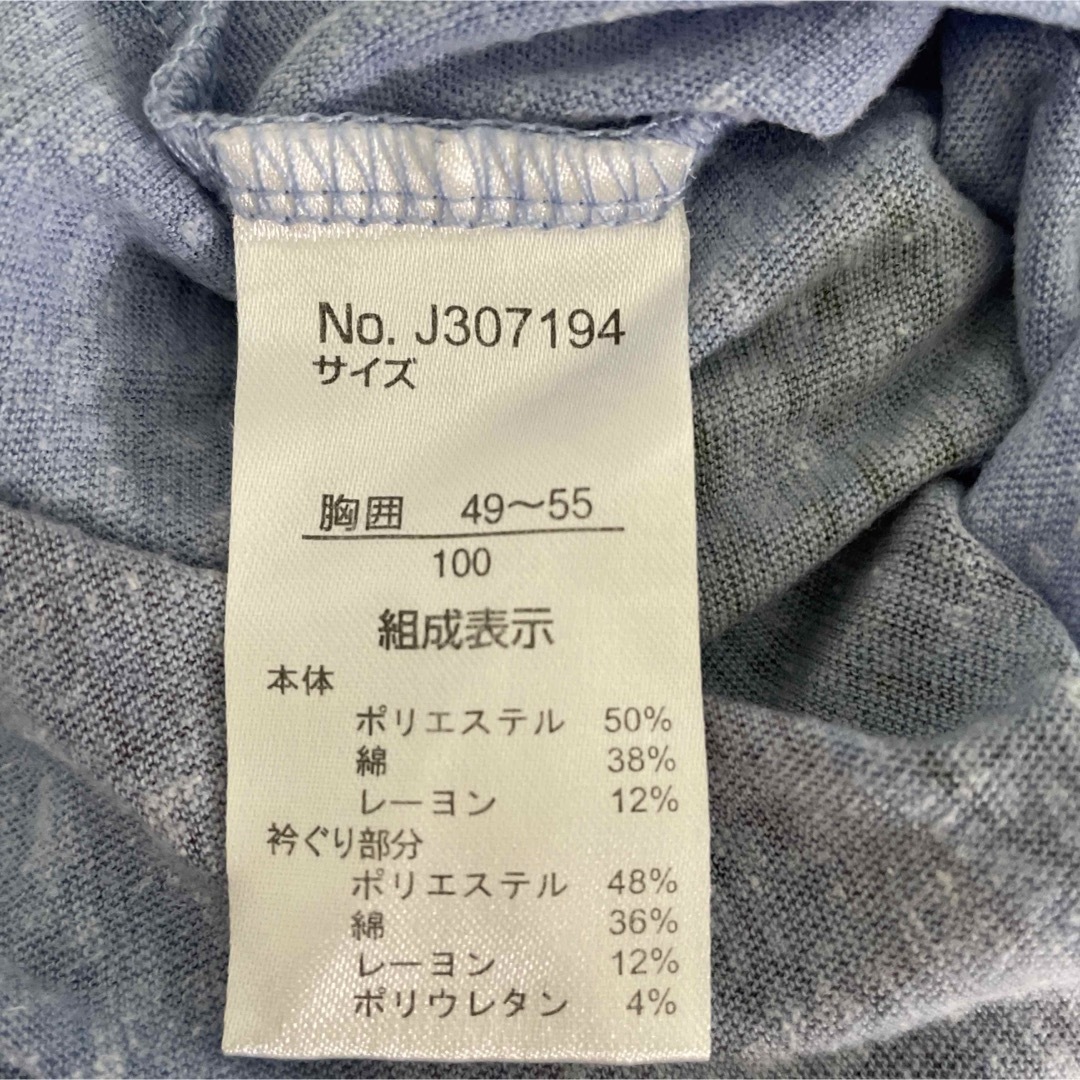 No. J307194
サイズ
胸囲 49～55
100
組成表示
本体
ポリエステル 50%
綿 38%
レーヨン 12%
衿ぐり部分
ポリエステル 48%
綿 36%
レーヨン 12%
ポリウレタン 4%